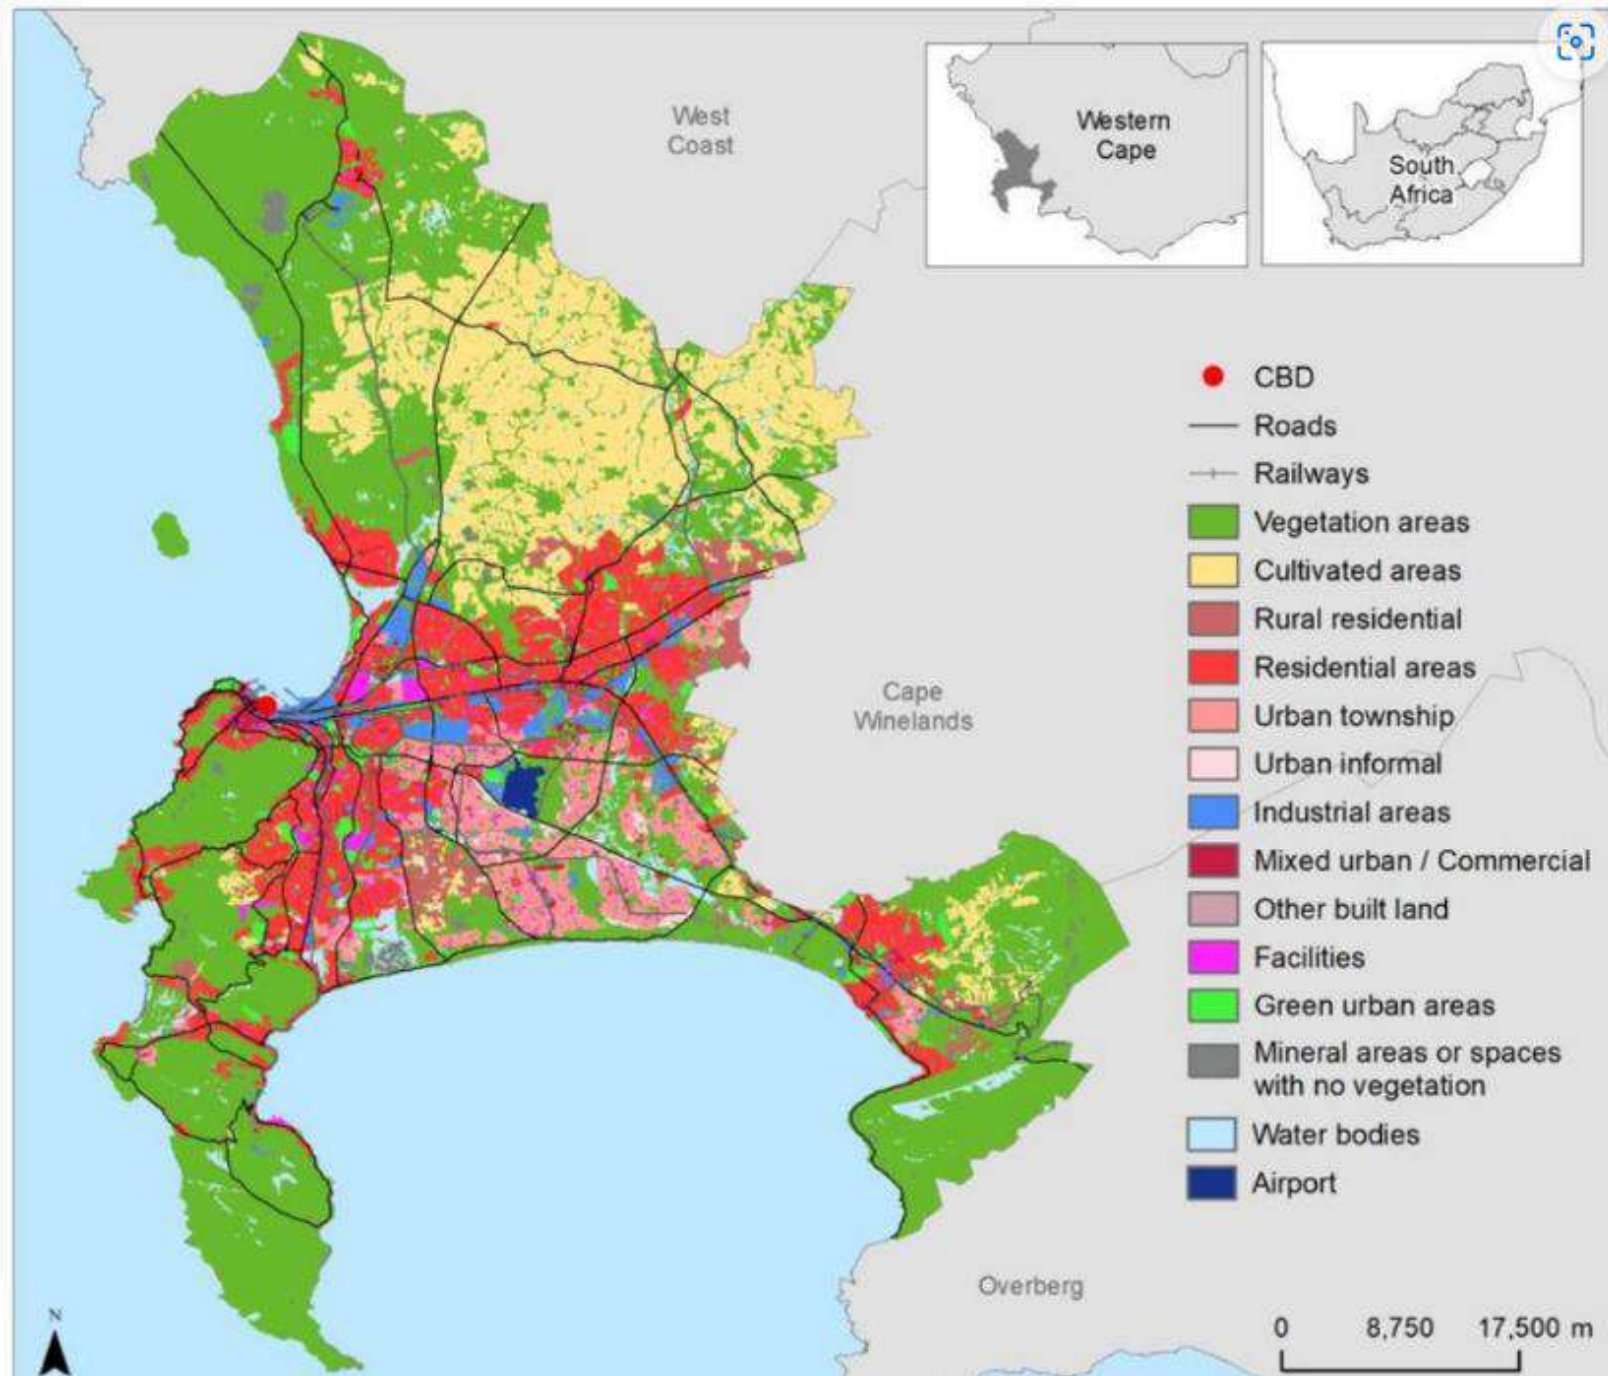 West
Coast
Western
Cape
South
Africa
CBD
Roads
Railways
Vegetation areas
Cultivated areas
Rural residential
Residential areas
Urban township
Urban informal
Industrial areas
Mixed urban / Commercial
Other built land
Facilities
Green urban areas
Mineral areas or spaces
with no vegetation
Water bodies
Airport
Cape
Winelands
Overberg
N
0 8,750 17,500 m